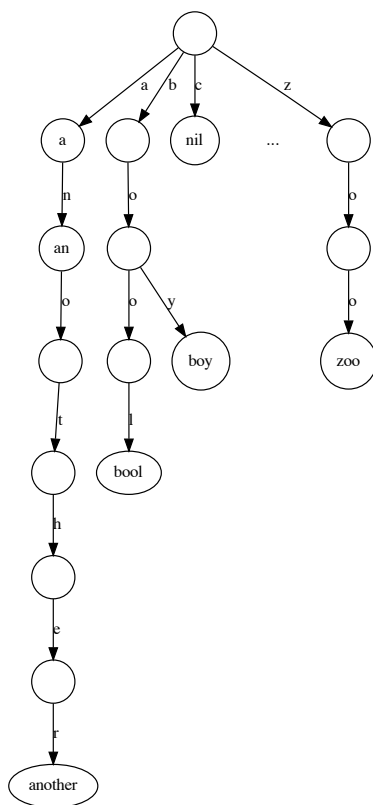 a b c z
a nil ...
n o o
an
o o y o
boy zoo
t l
bool
h
e
r
another